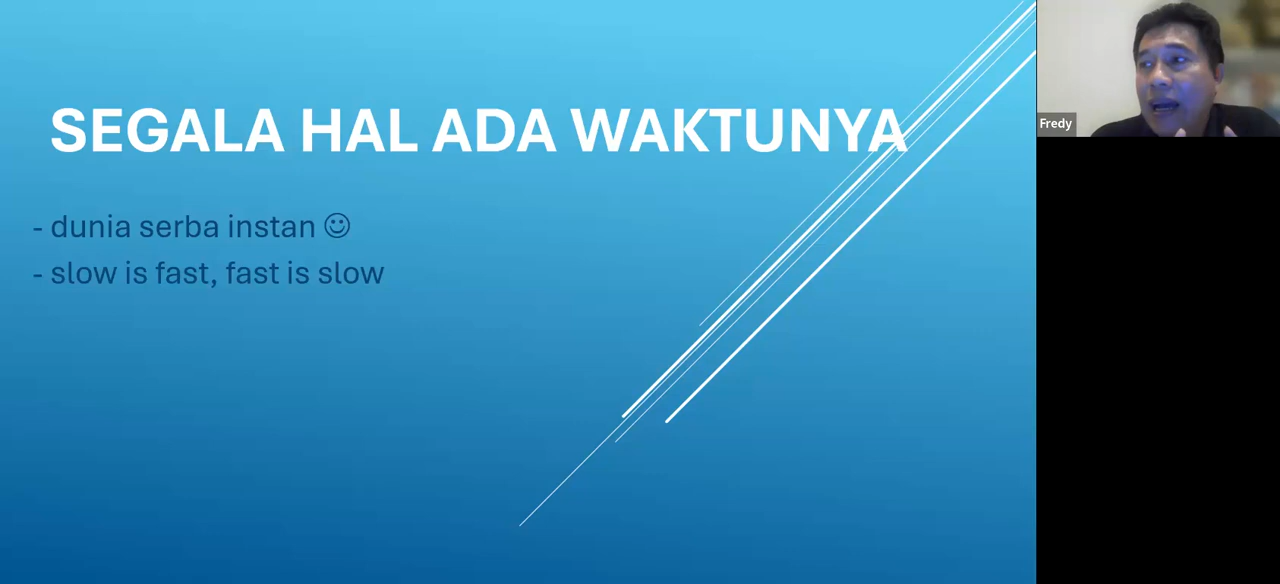 SEGALA HAL ADA WAKTUNYA
- dunia serba instan ☺
- slow is fast, fast is slow
Fredy